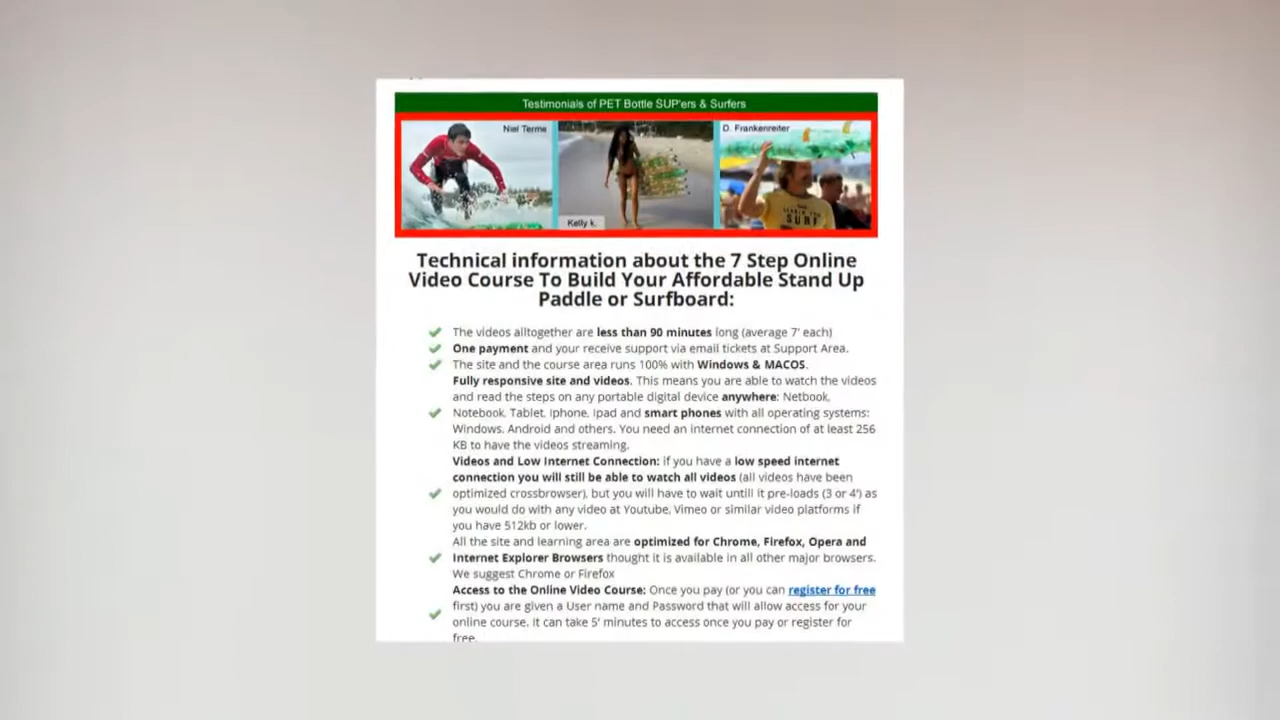 Testimonials of PET Bottle SUP'ers & Surfers
Niel Terme
D. Frankenreiter
Kelly k.
SURF
Technical information about the 7 Step Online
Video Course To Build Your Affordable Stand Up
Paddle or Surfboard:
The videos alltogether are less than 90 minutes long (average 7' each)
One payment and your receive support via email tickets at Support Area.
The site and the course area runs 100% with Windows & MACOS.
Fully responsive site and videos. This means you are able to watch the videos
and read the steps on any portable digital device anywhere: Netbook,
Notebook, Tablet, Iphone, Ipad and smart phones with all operating systems:
Windows, Android and others. You need an internet connection of at least 256
KB to have the videos streaming.
Videos and Low Internet Connection: if you have a low speed internet
connection you will still be able to watch all videos (all videos have been
optimized crossbrowser), but you will have to wait untill it pre-loads (3 or 4') as
you would do with any video at Youtube, Vimeo or similar video platforms if
you have 512kb or lower.
All the site and learning area are optimized for Chrome, Firefox, Opera and
Internet Explorer Browsers thought it is available in all other major browsers.
We suggest Chrome or Firefox
Access to the Online Video Course: Once you pay (or you can register for free
first) you are given a User name and Password that will allow access for your
online course. It can take 5' minutes to access once you pay or register for
free.